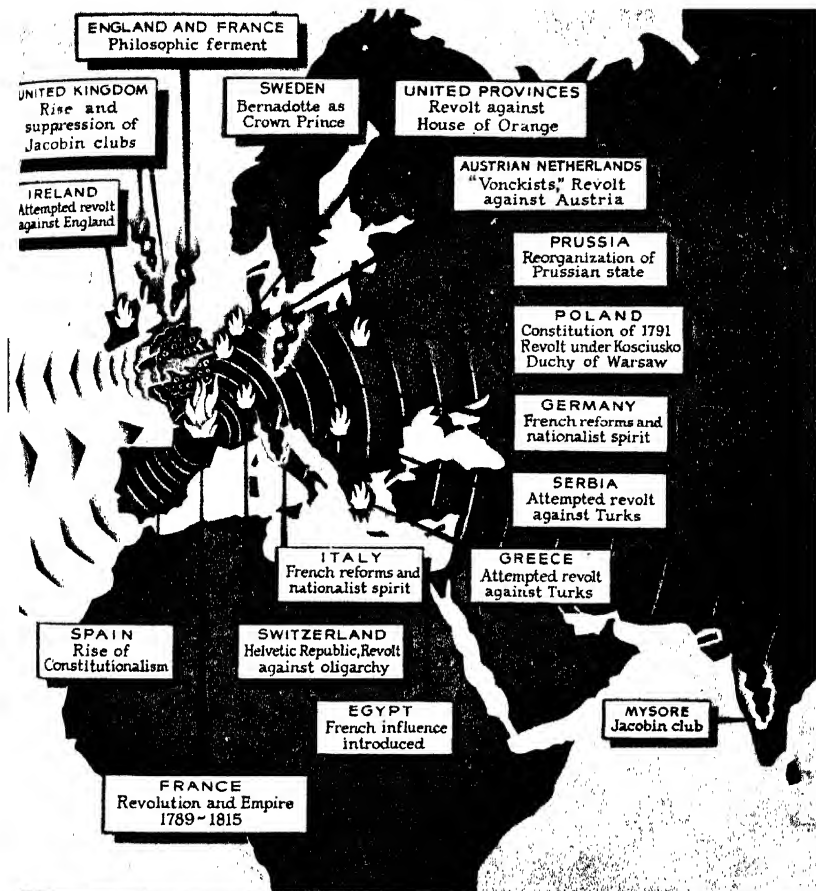 ENGLAND AND FRANCE
Philosophic ferment
UNITED KINGDOM
Rise and
suppression of
Jacobin clubs
SWEDEN
Bernadotte as
Crown Prince
UNITED PROVINCES
Revolt against
House of Orange
IRELAND
Attempted revolt
against England
AUSTRIAN NETHERLANDS
"Vonckists," Revolt
against Austria
PRUSSIA
Reorganization of
Prussian state
POLAND
Constitution of 1791
Revolt under Kosciusko
Duchy of Warsaw
GERMANY
French reforms and
nationalist spirit
SERBIA
Attempted revolt
against Turks
ITALY
French reforms and
nationalist spirit
GREECE
Attempted revolt
against Turks
SPAIN
Rise of
Constitutionalism
SWITZERLAND
Helvetic Republic, Revolt
against oligarchy
EGYPT
French influence
introduced
MYSORE
Jacobin club
FRANCE
Revolution and Empire
1789~1815